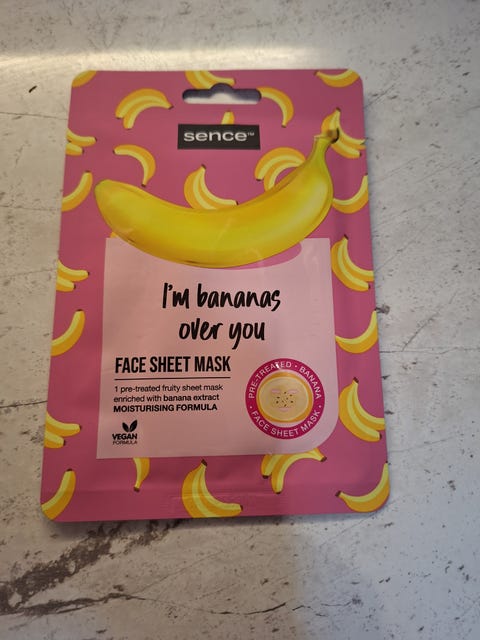 sence™
I'm bananas
over you
FACE SHEET MASK
1 pre-treated fruity sheet mask
enriched with banana extract
MOISTURISING FORMULA
VEGAN
FORMULA
PRE-TREATED • BANANA
• FACE SHEET MASK •